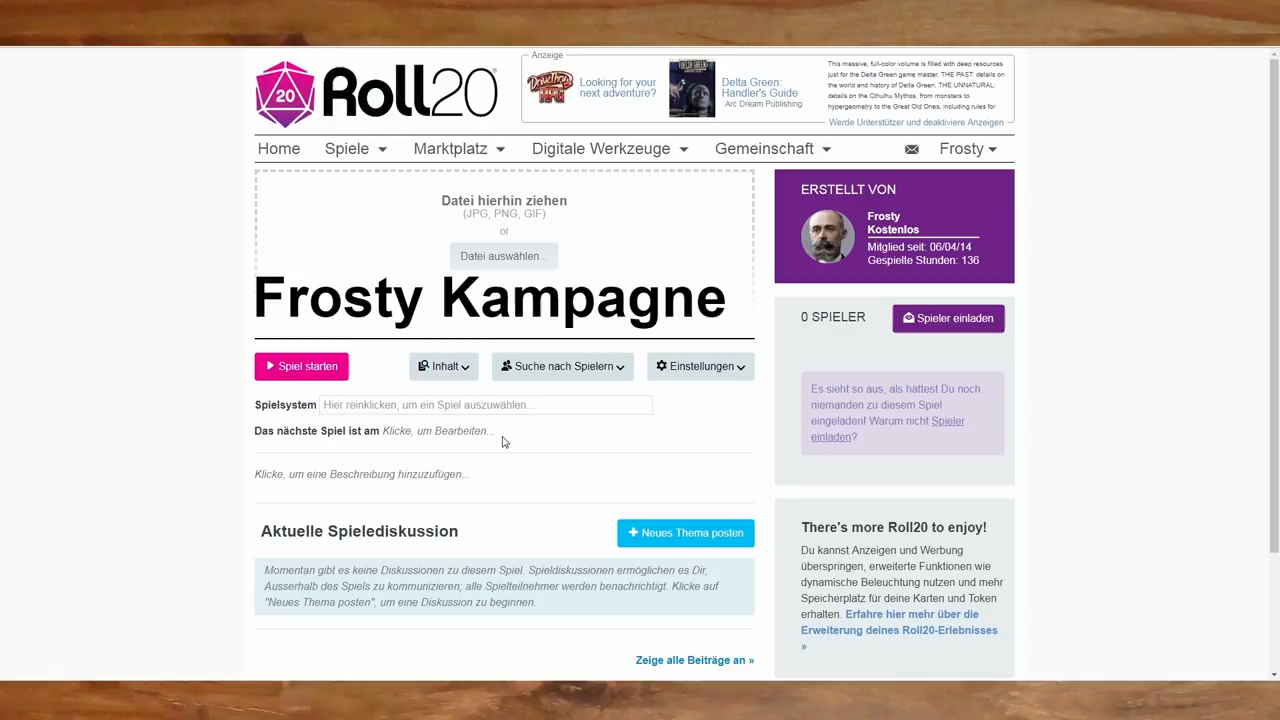 Anzeige
20
Roll20
DriveThru RPG
Looking for your
next adventure?
DELTA GREEN
Delta Green:
Handler's Guide
Arc Dream Publishing
This massive, full-color volume is filled with deep resources
just for the Delta Green game master. THE PAST: details on
the world and history of Delta Green. THE UNNATURAL:
details on the Cthulhu Mythos, from monsters to
hypergeometry to the Great Old Ones, including rules for
Werde Unterstützer und deaktiviere Anzeigen
Home Spiele Marktplatz Digitale Werkzeuge Gemeinschaft Frosty
Datei hierhin ziehen
(JPG, PNG, GIF)
or
Datei auswählen...
Frosty Kampagne
Spiel starten Inhalt Suche nach Spielern Einstellungen
Spielsystem Hier reinklicken, um ein Spiel auszuwählen...
Das nächste Spiel ist am Klicke, um Bearbeiten...
Klicke, um eine Beschreibung hinzuzufügen...
Aktuelle Spielediskussion
+ Neues Thema posten
Momentan gibt es keine Diskussionen zu diesem Spiel. Spieldiskussionen ermöglichen es Dir,
Ausserhalb des Spiels zu kommunizieren; alle Spielteilnehmer werden benachrichtigt. Klicke auf
"Neues Thema posten", um eine Diskussion zu beginnen.
Zeige alle Beiträge an »
ERSTELLT VON
Frosty
Kostenlos
Mitglied seit: 06/04/14
Gespielte Stunden: 136
0 SPIELER
Spieler einladen
Es sieht so aus, als hättest Du noch
niemanden zu diesem Spiel
eingeladen! Warum nicht Spieler
einladen?
There's more Roll20 to enjoy!
Du kannst Anzeigen und Werbung
überspringen, erweiterte Funktionen wie
dynamische Beleuchtung nutzen und mehr
Speicherplatz für deine Karten und Token
erhalten. Erfahre hier mehr über die
Erweiterung deines Roll20-Erlebnisses
»